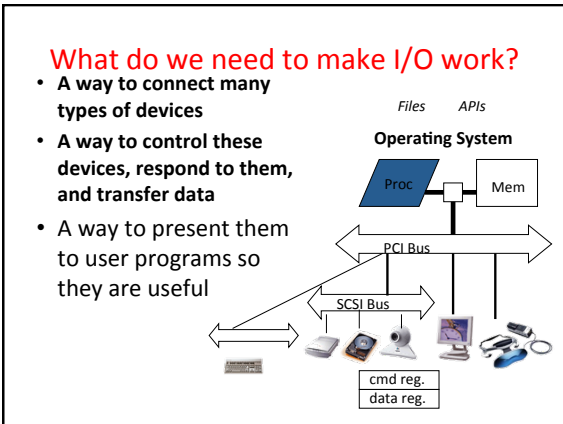 What do we need to make I/O work?
• A way to connect many
types of devices
• A way to control these
devices, respond to them,
and transfer data
• A way to present them
to user programs so
they are useful
Files APIs
Operating System
Proc
Mem
PCI Bus
SCSI Bus
cmd reg.
data reg.